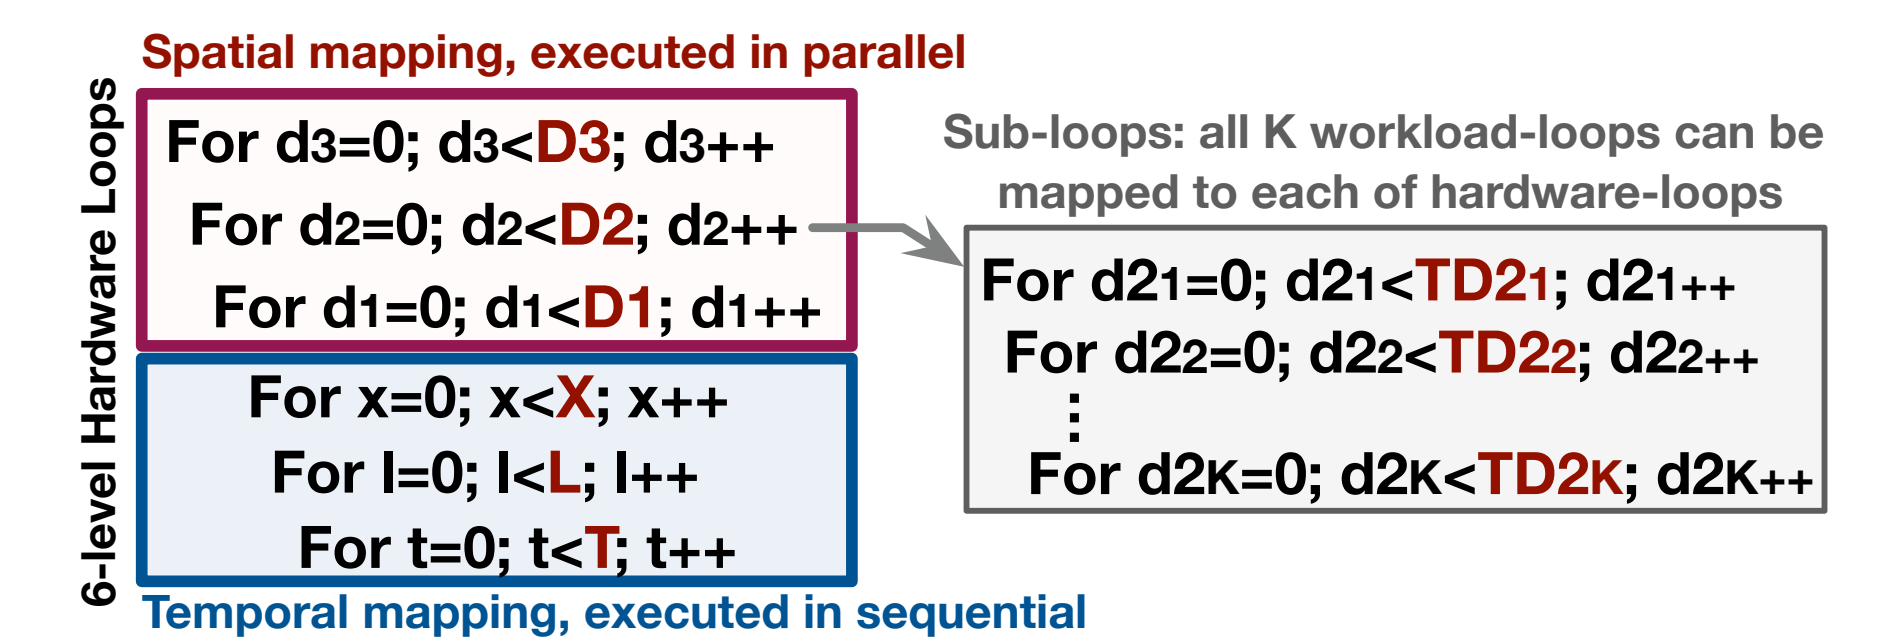 Spatial mapping, executed in parallel
6-level Hardware Loops
For d3=0; d3<D3; d3++
For d2=0; d2<D2; d2++
For d1=0; d1<D1; d1++
For x=0; x<X; x++
For l=0; l<L; l++
For t=0; t<T; t++
Temporal mapping, executed in sequential
Sub-loops: all K workload-loops can be
mapped to each of hardware-loops
For d21=0; d21<TD21; d21++
For d22=0; d22<TD22; d22++
⋮
For d2K=0; d2K<TD2K; d2K++